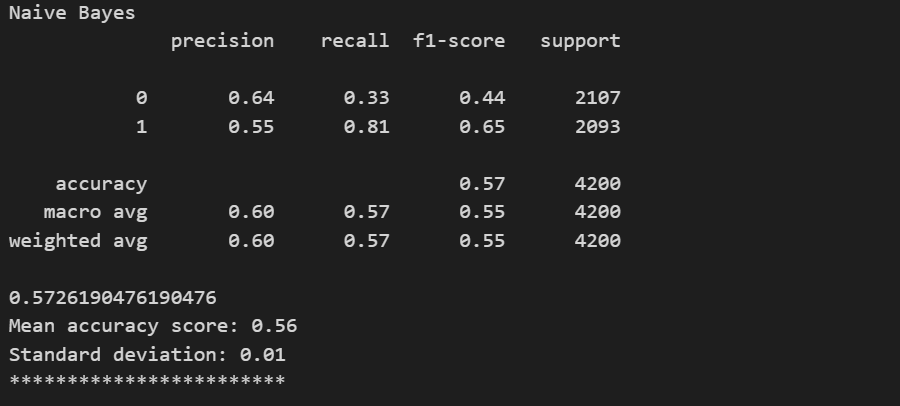 Naive Bayes
precision recall f1-score support
0 0.64 0.33 0.44 2107
1 0.55 0.81 0.65 2093
accuracy 0.57 4200
macro avg 0.60 0.57 0.55 4200
weighted avg 0.60 0.57 0.55 4200
0.5726190476190476
Mean accuracy score: 0.56
Standard deviation: 0.01
************************